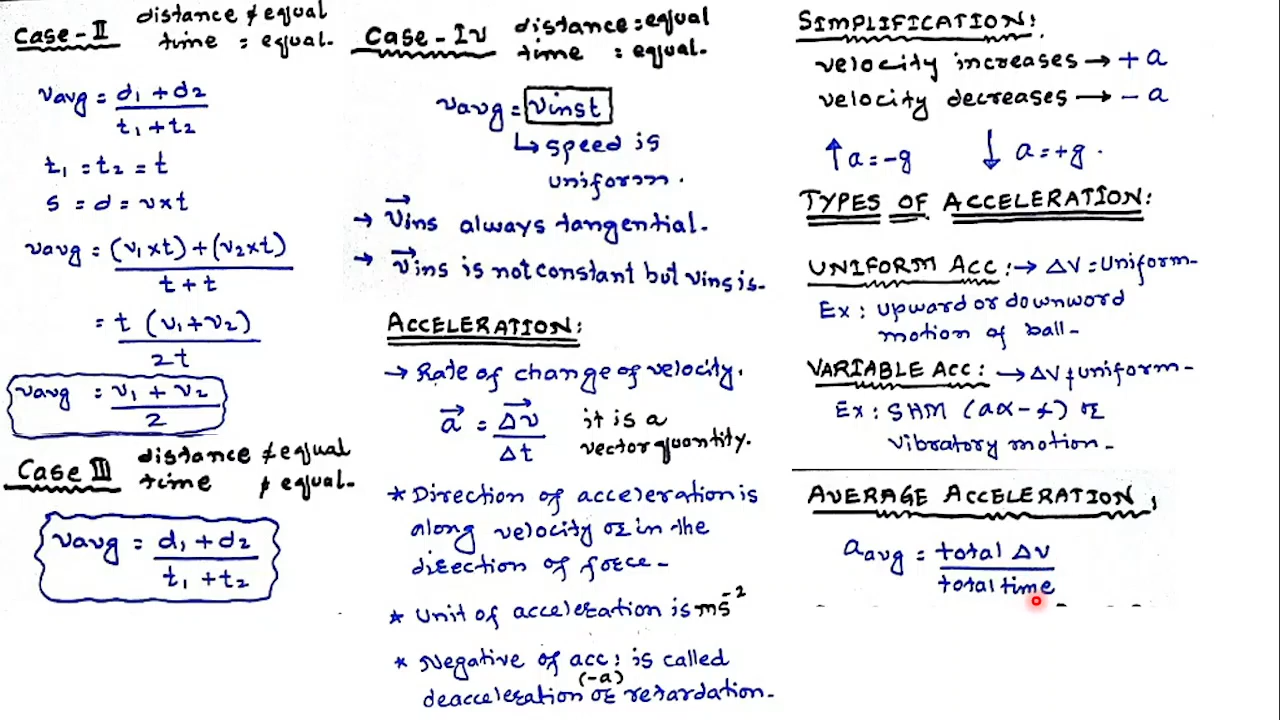 Case-II distance ≠ equal
time = equal.
vavg = d1 + d2 / t1 + t2
t1 = t2 = t
s = d = v×t
vavg = (v1×t) + (v2×t) / t + t
= t (v1+v2) / 2t
vavg = v1 + v2 / 2
Case III distance ≠ equal
time ≠ equal.
vavg = d1 + d2 / t1 + t2
Case - IV distance = equal
time = equal.
vavg = vinst
↳ speed is
uniform.
→ v⃗ins always tangential.
→ v⃗ins is not constant but vins is.
ACCELERATION:
→ Rate of change of velocity.
a⃗ = Δv⃗ / Δt it is a
vector quantity.
* Direction of acceleration is
along velocity or in the
direction of force.
* Unit of acceleration is ms⁻²
* Negative of acc: is called
(-a)
deacceleration or retardation.
SIMPLIFICATION:
velocity increases → + a
velocity decreases → - a
↑ a = -g ↓ a = +g.
TYPES OF ACCELERATION:
UNIFORM ACC: → ΔV = Uniform-
Ex: upward or downword
motion of ball-
VARIABLE ACC: → ΔV ≠ uniform-
Ex: SHM (aα-x) or
vibratory motion-
AVERAGE ACCELERATION:
aavg = total Δv / total time